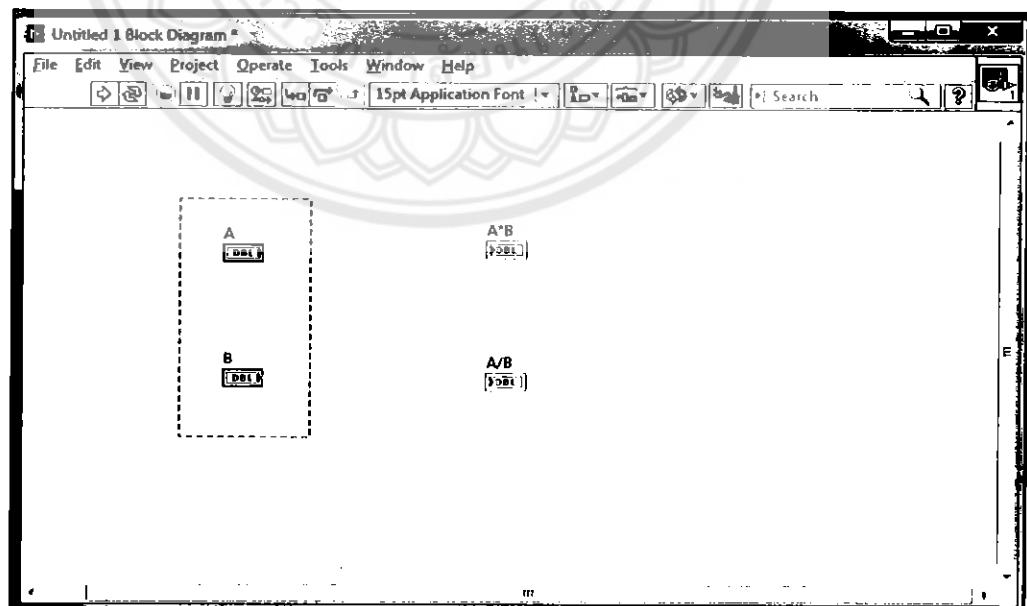 Untitled 1 Block Diagram *
File Edit View Project Operate Tools Window Help
15pt Application Font
Search
?
1
A
DBL
A*B
DBL
B
DBL
A/B
DBL